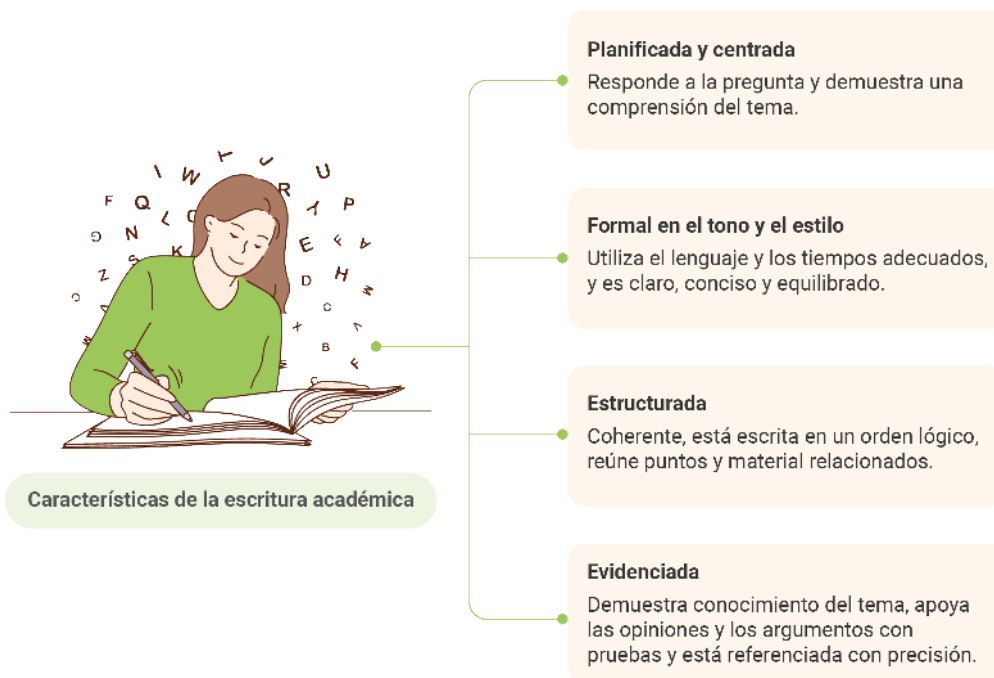 Planificada y centrada
Responde a la pregunta y demuestra una
comprensión del tema.
Formal en el tono y el estilo
Utiliza el lenguaje y los tiempos adecuados,
y es claro, conciso y equilibrado.
Estructurada
Coherente, está escrita en un orden lógico,
reúne puntos y material relacionados.
Características de la escritura académica
Evidenciada
Demuestra conocimiento del tema, apoya
las opiniones y los argumentos con
pruebas y está referenciada con precisión.